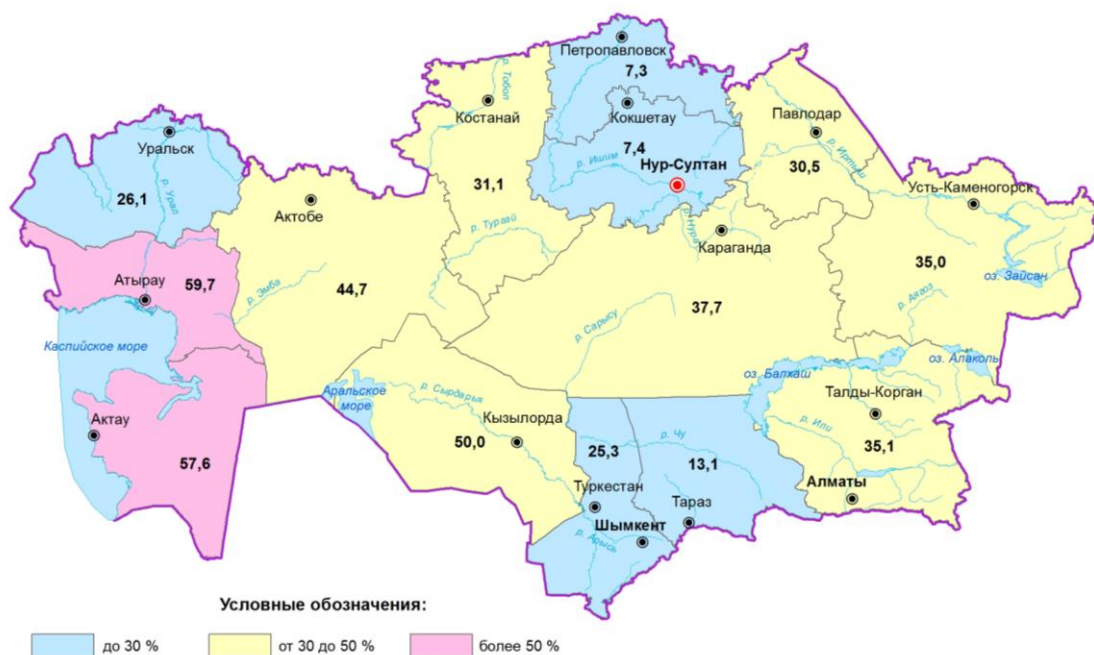 Петропавловск
7,3
р. Тобол
Костанай
Кокшетау
Павлодар
Уральск
7,4
р. Ишим
Нур-Султан
30,5
р. Иртыш
26,1
р. Урал
Актобе
31,1
Усть-Каменогорск
р. Тургай
р. Нура
Караганда
Атырау
59,7
р. Эмба
44,7
35,0
оз. Зайсан
37,7
р. Аягоз
р. Сарысу
Каспийское море
оз. Балхаш
оз. Алаколь
Аральское
море
р. Сырдарья
Талды-Корган
Актау
Кызылорда
50,0
25,3
р. Чу
13,1
р. Или
35,1
57,6
Туркестан
Тараз
Алматы
Шымкент
р. Арысь
Условные обозначения:
до 30 %
от 30 до 50 %
более 50 %